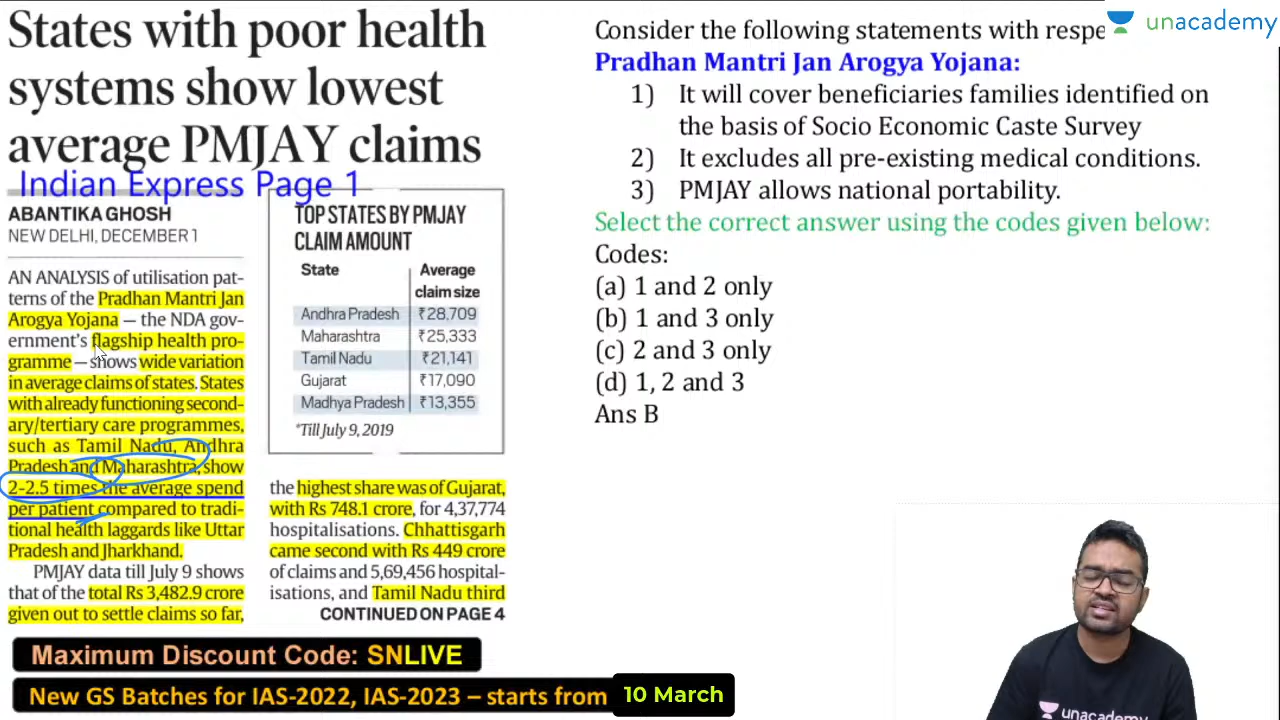 States with poor health
systems show lowest
average PMJAY claims
Indian Express Page 1
ABANTIKA GHOSH
NEW DELHI, DECEMBER 1
AN ANALYSIS of utilisation pat-
terns of the Pradhan Mantri Jan
Arogya Yojana — the NDA gov-
ernment's flagship health pro-
gramme — shows wide variation
in average claims of states. States
with already functioning second-
ary/tertiary care programmes,
such as Tamil Nadu, Andhra
Pradesh and Maharashtra, show
2-2.5 times the average spend
per patient compared to tradi-
tional health laggards like Uttar
Pradesh and Jharkhand.
PMJAY data till July 9 shows
that of the total Rs 3,482.9 crore
given out to settle claims so far,
TOP STATES BY PMJAY
CLAIM AMOUNT
State Average
claim size
Andhra Pradesh ₹28,709
Maharashtra ₹25,333
Tamil Nadu ₹21,141
Gujarat ₹17,090
Madhya Pradesh ₹13,355
*Till July 9, 2019
the highest share was of Gujarat,
with Rs 748.1 crore, for 4,37,774
hospitalisations. Chhattisgarh
came second with Rs 449 crore
of claims and 5,69,456 hospital-
isations, and Tamil Nadu third
CONTINUED ON PAGE 4
Maximum Discount Code: SNLIVE
New GS Batches for IAS-2022, IAS-2023 – starts from 10 March
Consider the following statements with respe
Pradhan Mantri Jan Arogya Yojana:
1) It will cover beneficiaries families identified on
the basis of Socio Economic Caste Survey
2) It excludes all pre-existing medical conditions.
3) PMJAY allows national portability.
Select the correct answer using the codes given below:
Codes:
(a) 1 and 2 only
(b) 1 and 3 only
(c) 2 and 3 only
(d) 1, 2 and 3
Ans B
unacademy
unacademy